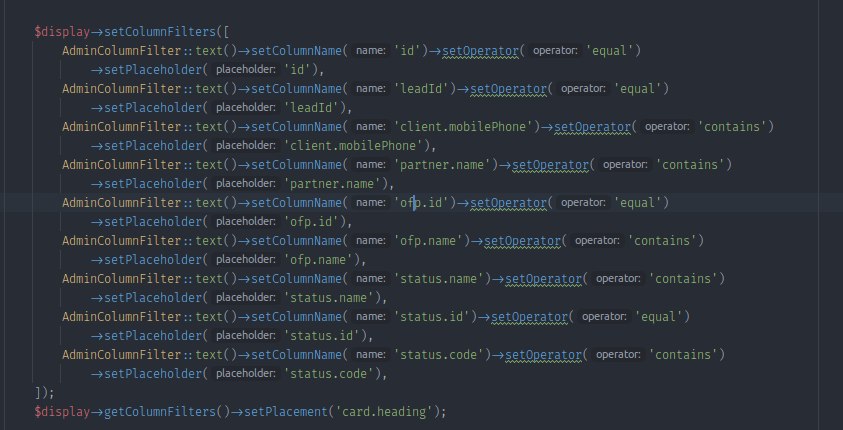 $display->setColumnFilters([
AdminColumnFilter::text()->setColumnName( name: 'id')->setOperator( operator: 'equal')
->setPlaceholder( placeholder: 'id'),
AdminColumnFilter::text()->setColumnName( name: 'leadId')->setOperator( operator: 'equal')
->setPlaceholder( placeholder: 'leadId'),
AdminColumnFilter::text()->setColumnName( name: 'client.mobilePhone')->setOperator( operator: 'contains')
->setPlaceholder( placeholder: 'client.mobilePhone'),
AdminColumnFilter::text()->setColumnName( name: 'partner.name')->setOperator( operator: 'contains')
->setPlaceholder( placeholder: 'partner.name'),
AdminColumnFilter::text()->setColumnName( name: 'ofp.id')->setOperator( operator: 'equal')
->setPlaceholder( placeholder: 'ofp.id'),
AdminColumnFilter::text()->setColumnName( name: 'ofp.name')->setOperator( operator: 'contains')
->setPlaceholder( placeholder: 'ofp.name'),
AdminColumnFilter::text()->setColumnName( name: 'status.name')->setOperator( operator: 'contains')
->setPlaceholder( placeholder: 'status.name'),
AdminColumnFilter::text()->setColumnName( name: 'status.id')->setOperator( operator: 'equal')
->setPlaceholder( placeholder: 'status.id'),
AdminColumnFilter::text()->setColumnName( name: 'status.code')->setOperator( operator: 'contains')
->setPlaceholder( placeholder: 'status.code'),
]);
$display->getColumnFilters()->setPlacement('card.heading');